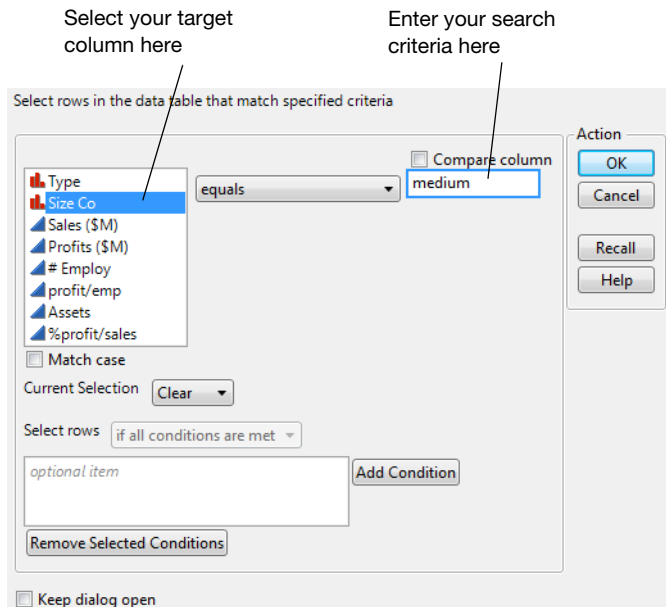 Select your target
column here
Enter your search
criteria here
Select rows in the data table that match specified criteria
Action
Compare column
OK
Type
equals
medium
Cancel
Size Co
Sales ($M)
Profits ($M)
Recall
# Employ
Help
profit/emp
Assets
%profit/sales
Match case
Current Selection Clear
Select rows if all conditions are met
optional item
Add Condition
Remove Selected Conditions
Keep dialog open